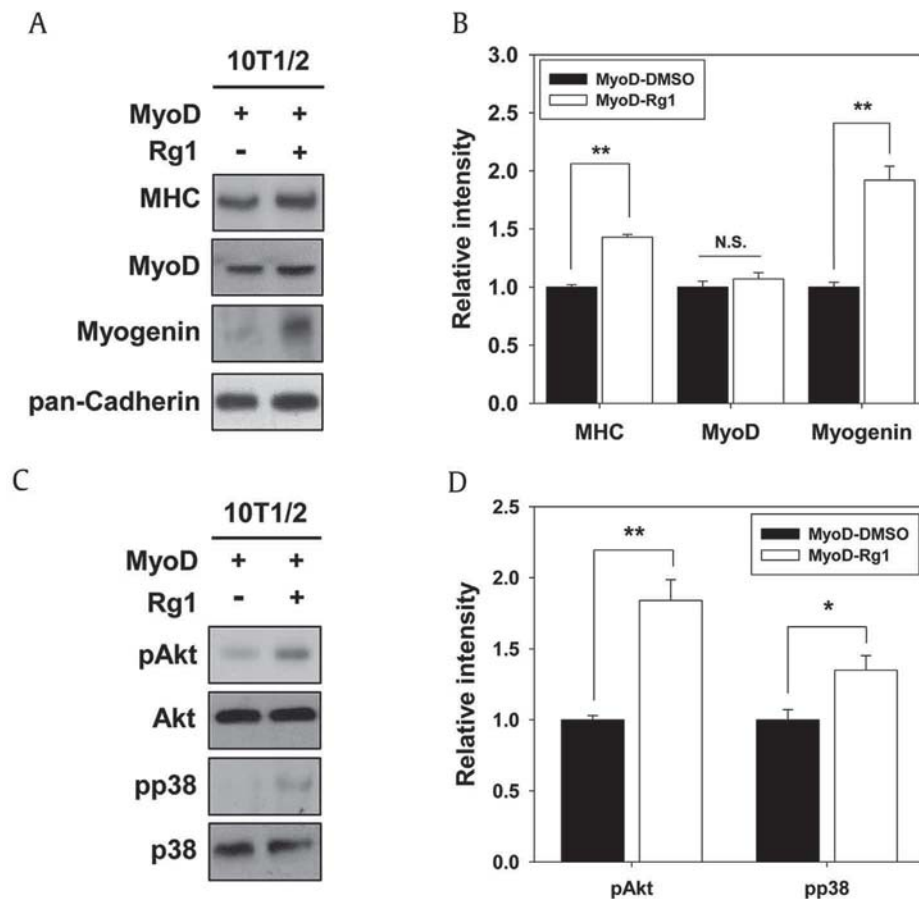 A
10T1/2
MyoD + +
Rg1 - +
MHC
MyoD
Myogenin
pan-Cadherin
B
Relative intensity
3.0
2.5
2.0
1.5
1.0
0.5
0.0
MyoD-DMSO
MyoD-Rg1
**
N.S.
**
MHC MyoD Myogenin
C
10T1/2
MyoD + +
Rg1 - +
pAkt
Akt
pp38
p38
D
Relative intensity
2.5
2.0
1.5
1.0
0.5
0.0
MyoD-DMSO
MyoD-Rg1
**
*
pAkt pp38